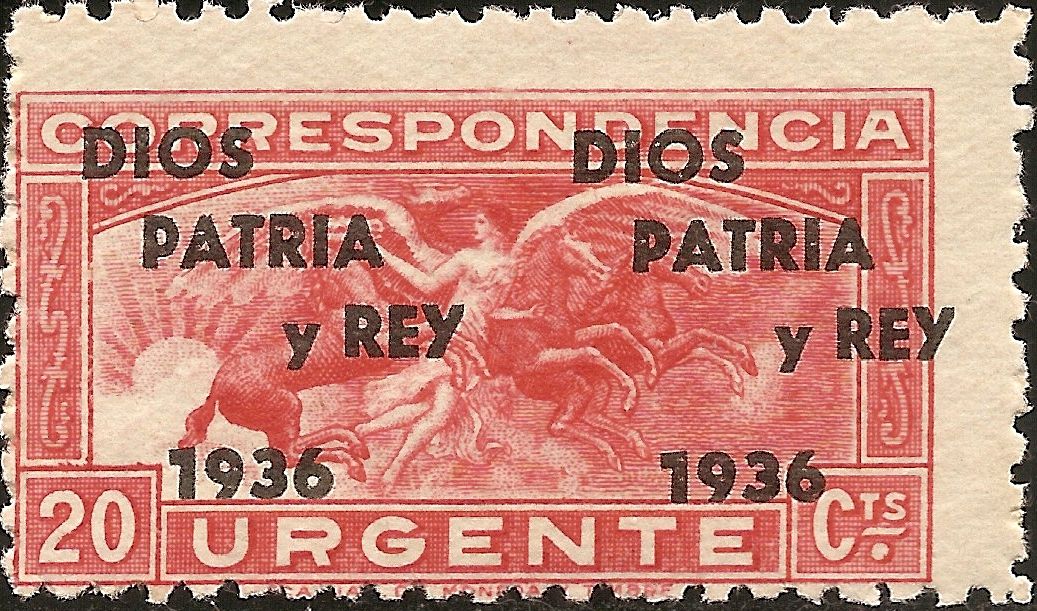 CORRESPONDENCIA
DIOS DIOS
PATRIA PATRIA
y REY y REY
1936 1936
20 URGENTE CTS